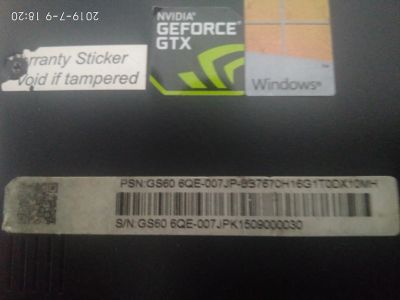 2019-7-9 18:20
rranty Sticker
void if tampered
NVIDIA
GEFORCE
GTX
Windows
PSN:GS60 6QE-007JP-BB7670H16G1T0DX10MH
S/N:GS60 6QE-007JPK1509000030